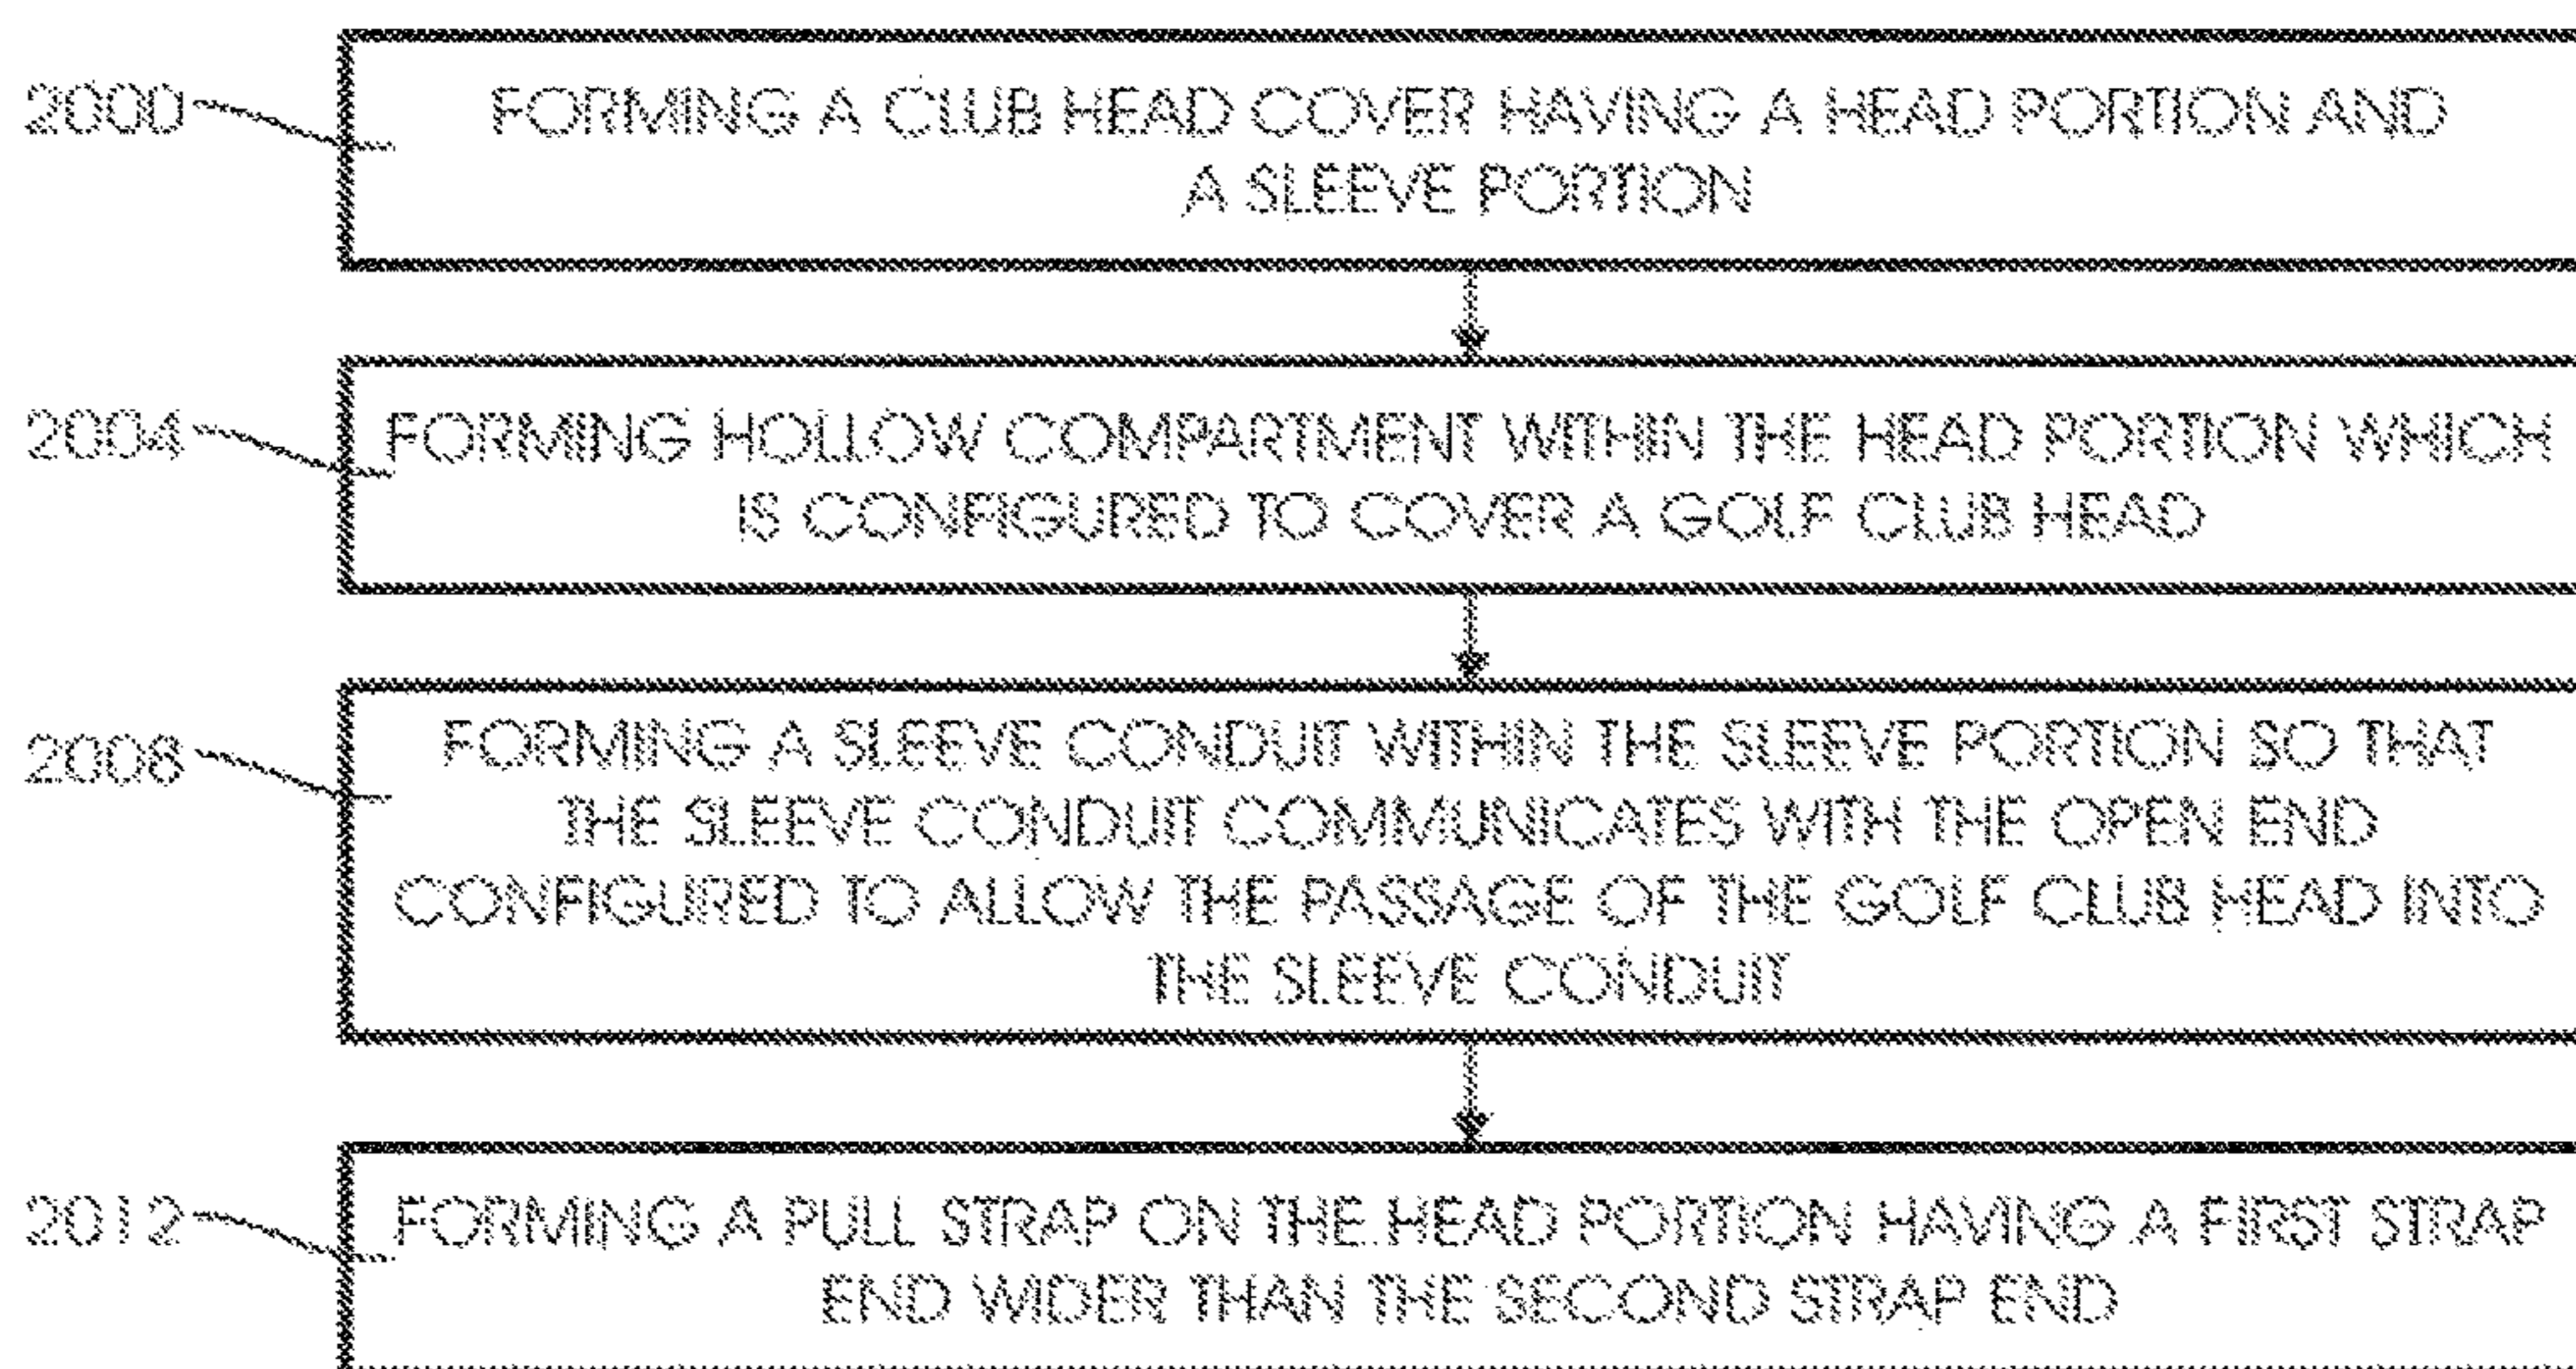 2000
FORMING A CLUB HEAD COVER HAVING A HEAD PORTION AND
A SLEEVE PORTION
2004
FORMING HOLLOW COMPARTMENT WITHIN THE HEAD PORTION WHICH
IS CONFIGURED TO COVER A GOLF CLUB HEAD
2008
FORMING A SLEEVE CONDUIT WITHIN THE SLEEVE PORTION SO THAT
THE SLEEVE CONDUIT COMMUNICATES WITH THE OPEN END
CONFIGURED TO ALLOW THE PASSAGE OF THE GOLF CLUB HEAD INTO
THE SLEEVE CONDUIT
2012
FORMING A PULL STRAP ON THE HEAD PORTION HAVING A FIRST STRAP
END WIDER THAN THE SECOND STRAP END